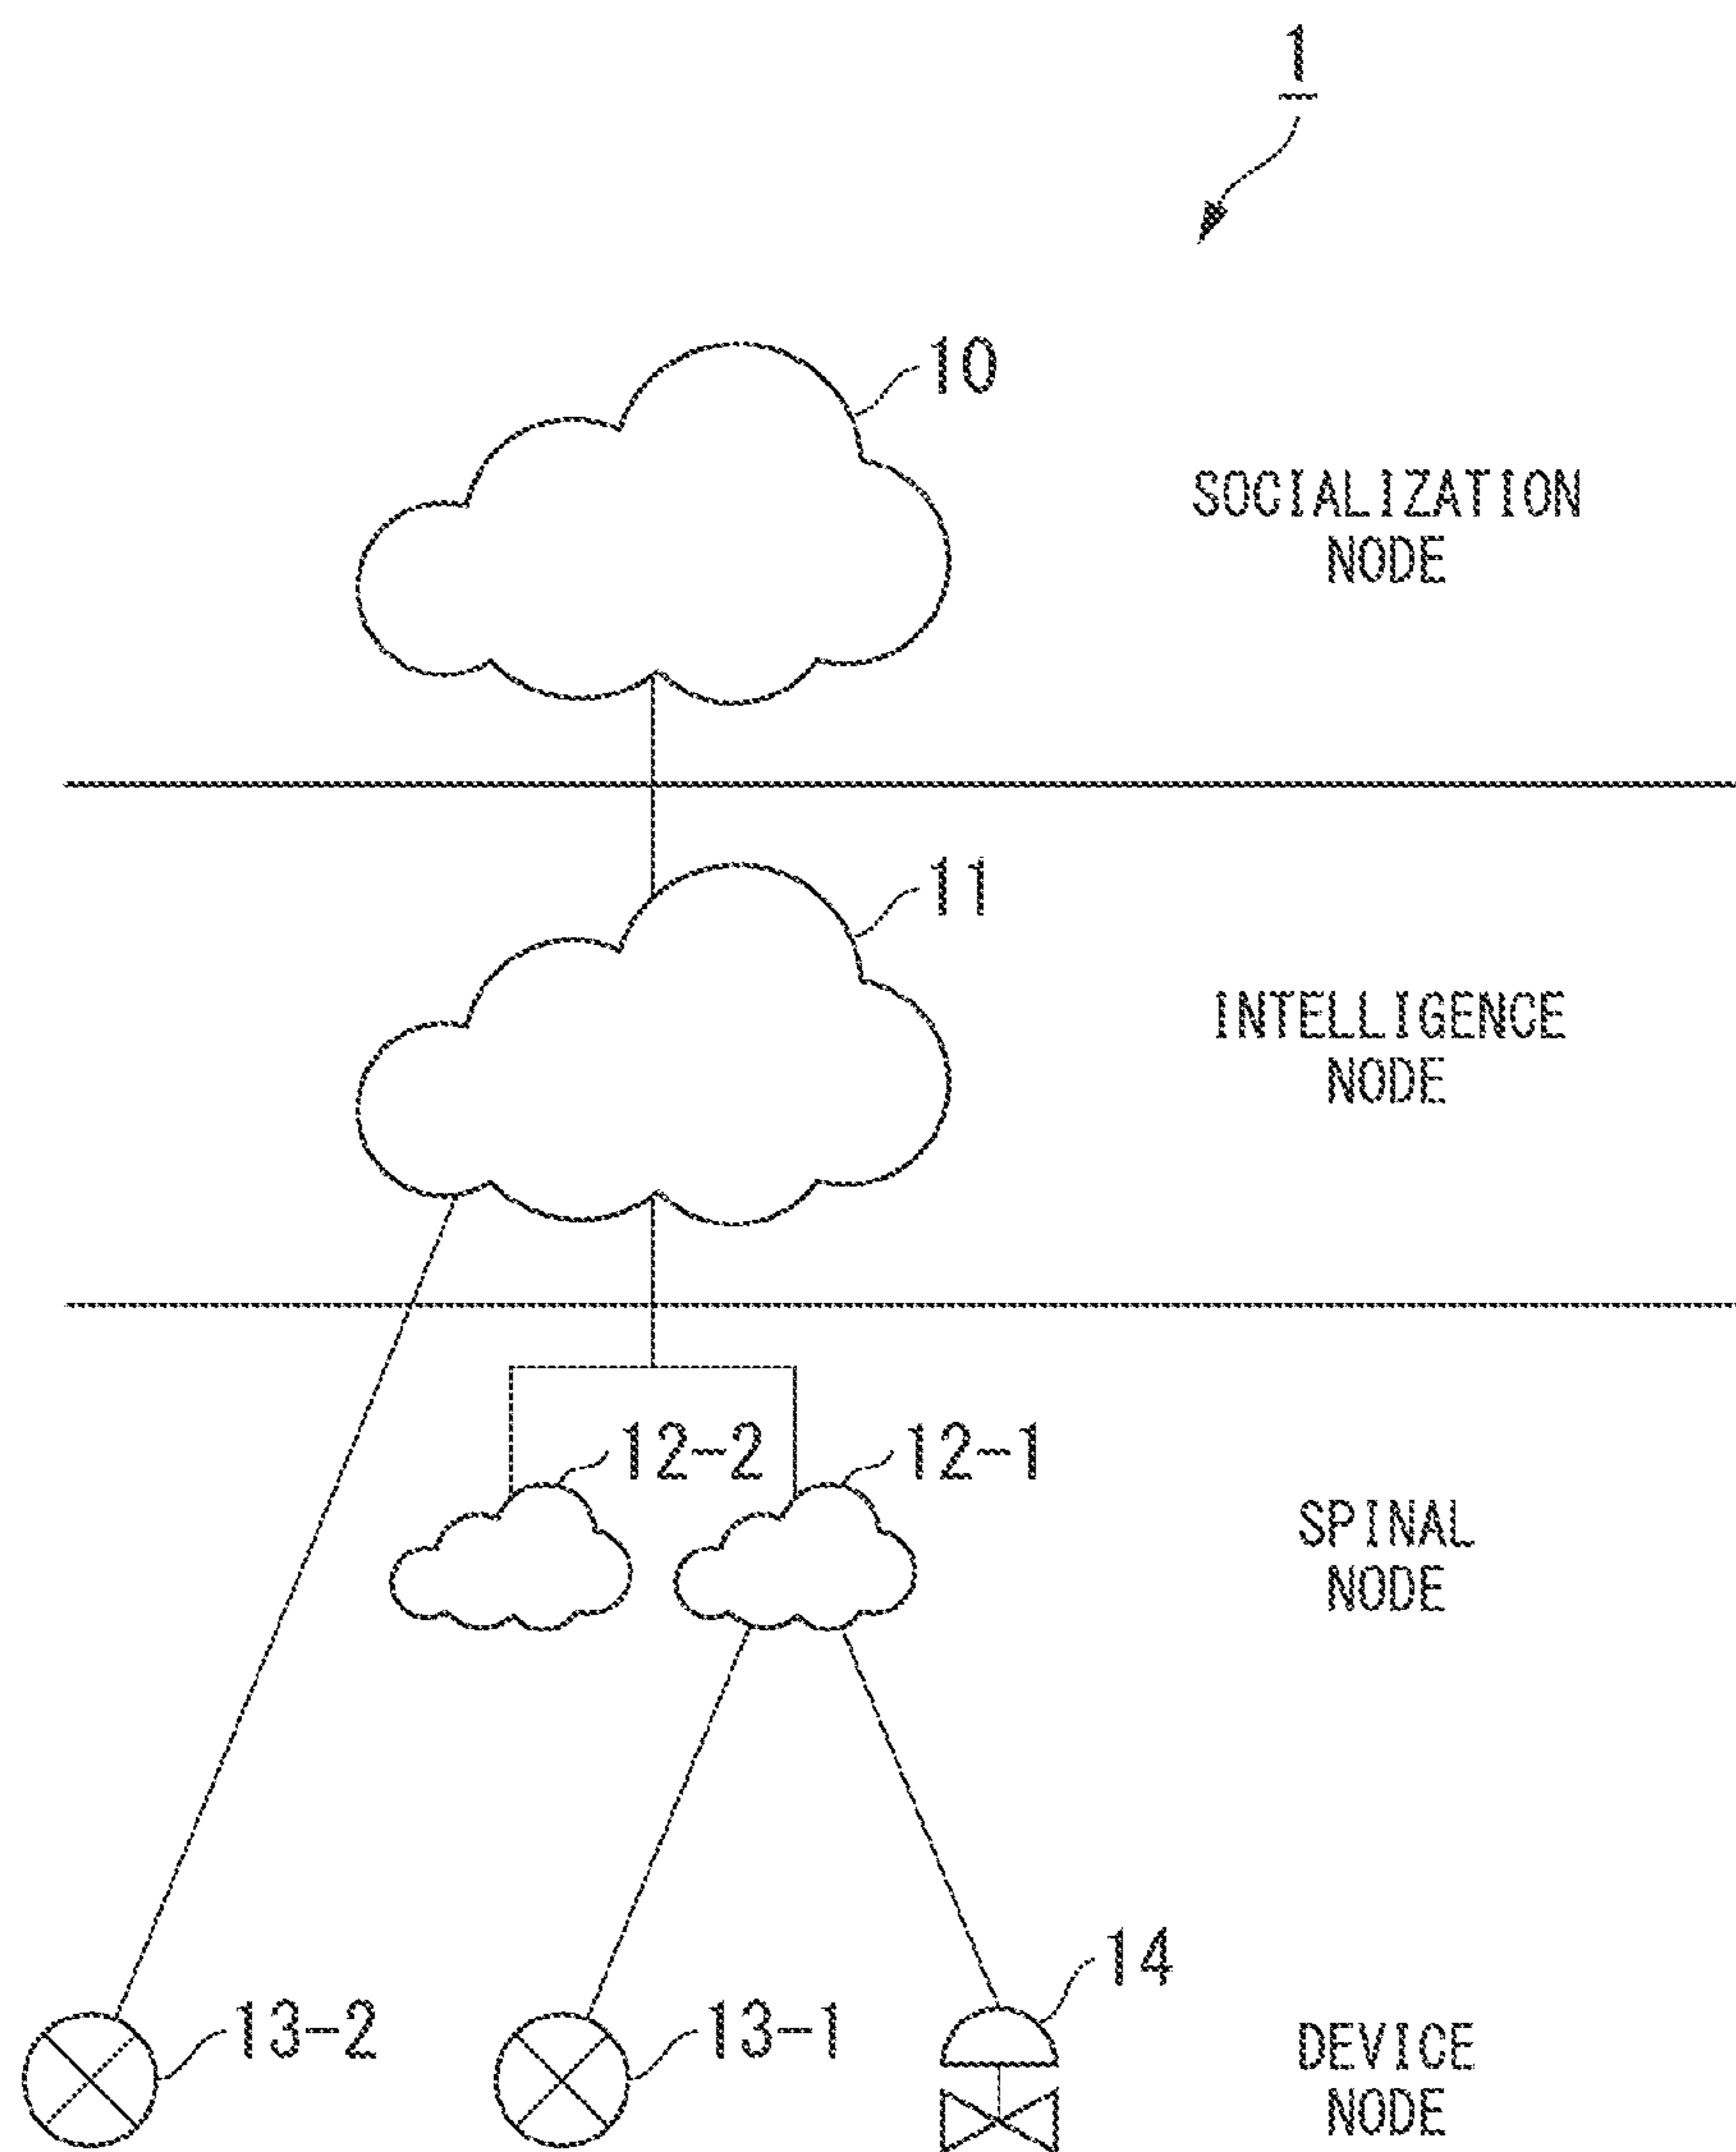 1
10
SOCIALIZATION
NODE
11
INTELLIGENCE
NODE
12-2
12-1
SPINAL
NODE
14
13-2
13-1
DEVICE
NODE